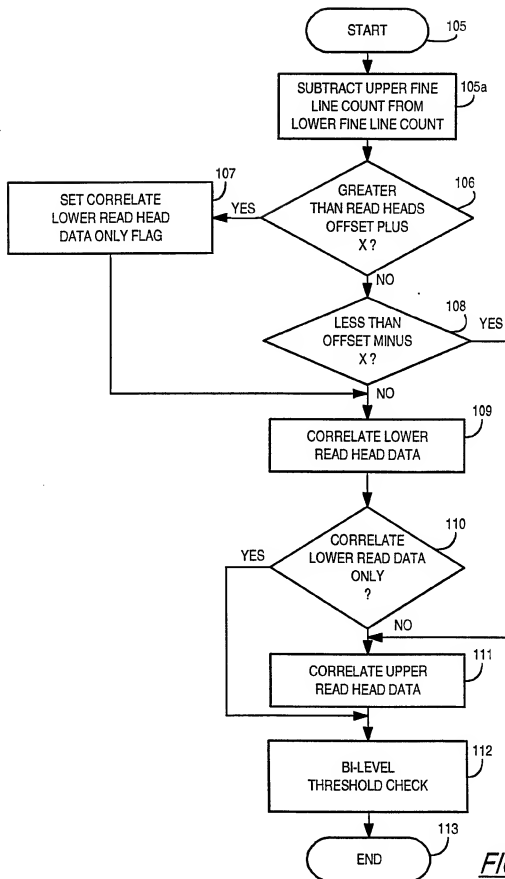 START
105
SUBTRACT UPPER FINE
LINE COUNT FROM
LOWER FINE LINE COUNT
105a
107
SET CORRELATE
LOWER READ HEAD
DATA ONLY FLAG
YES
GREATER
THAN READ HEADS
OFFSET PLUS
X ?
106
NO
LESS THAN
OFFSET MINUS
X ?
108
YES
NO
CORRELATE LOWER
READ HEAD DATA
109
YES
CORRELATE
LOWER READ DATA
ONLY
?
110
NO
CORRELATE UPPER
READ HEAD DATA
111
BI-LEVEL
THRESHOLD CHECK
112
END
113